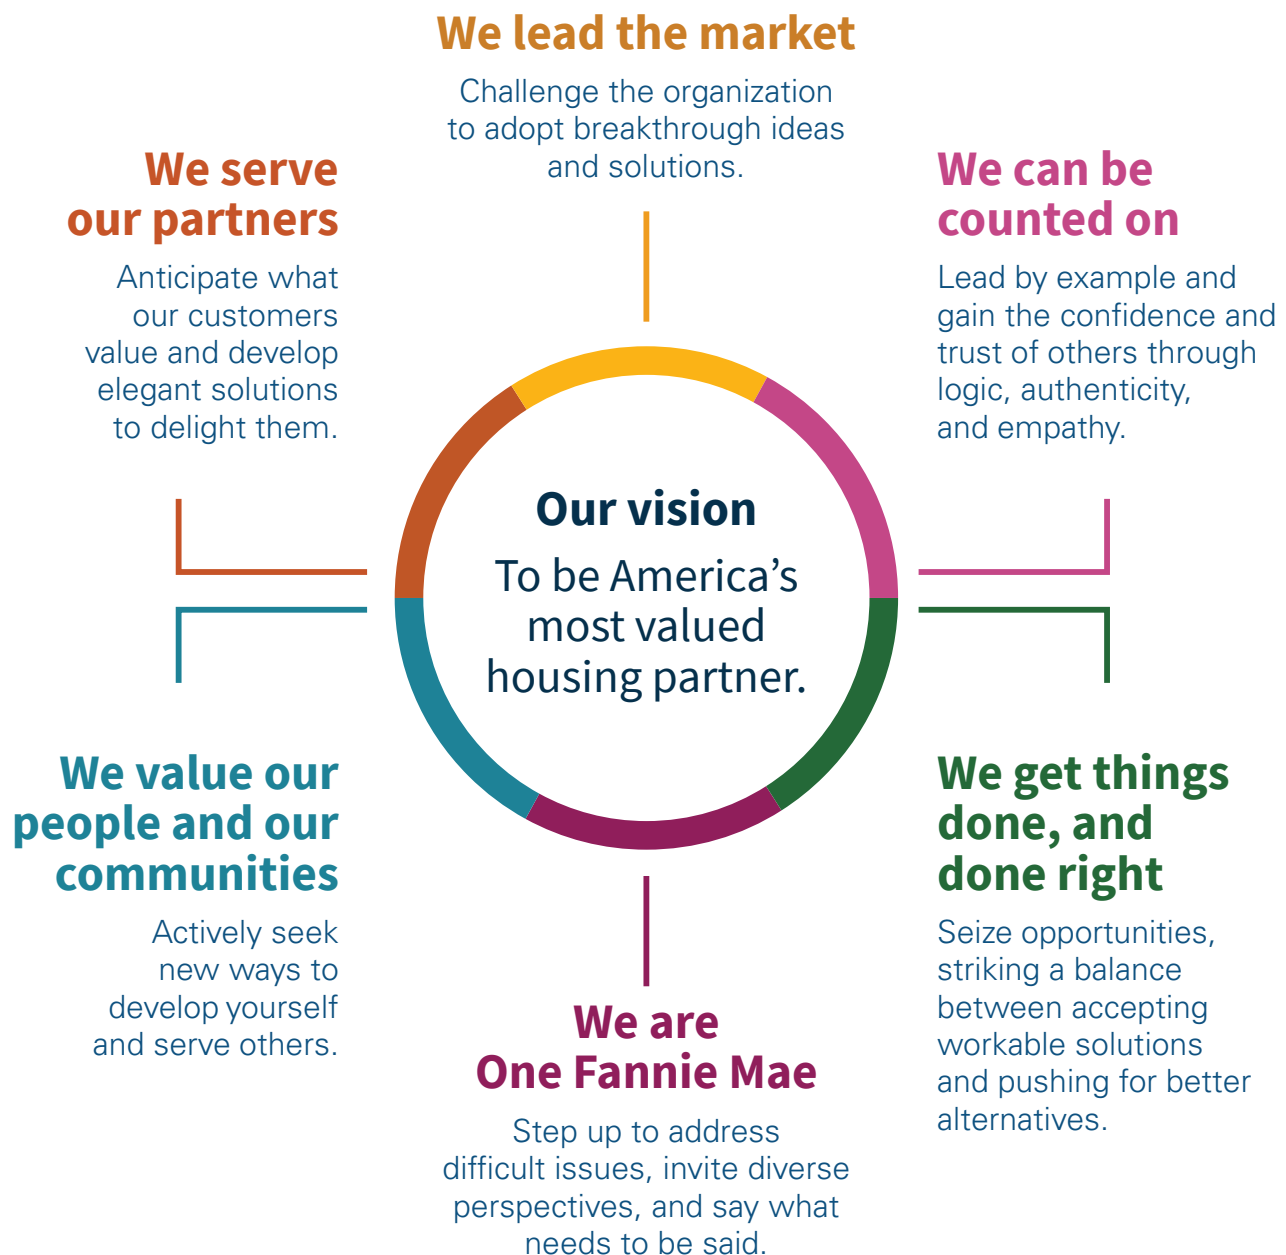 We lead the market
Challenge the organization
to adopt breakthrough ideas
and solutions.
We serve
our partners
Anticipate what
our customers
value and develop
elegant solutions
to delight them.
We can be
counted on
Lead by example and
gain the confidence and
trust of others through
logic, authenticity,
and empathy.
Our vision
To be America’s
most valued
housing partner.
We value our
people and our
communities
Actively seek
new ways to
develop yourself
and serve others.
We get things
done, and
done right
Seize opportunities,
striking a balance
between accepting
workable solutions
and pushing for better
alternatives.
We are
One Fannie Mae
Step up to address
difficult issues, invite diverse
perspectives, and say what
needs to be said.